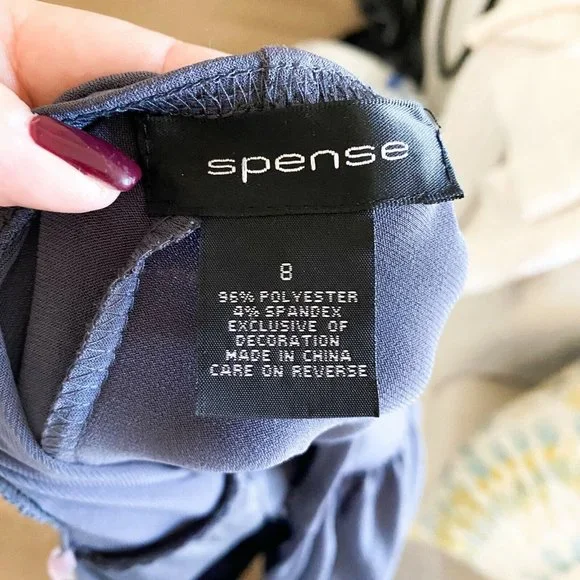 spense
8
96% POLYESTER
4% SPANDEX
EXCLUSIVE OF
DECORATION
MADE IN CHINA
CARE ON REVERSE